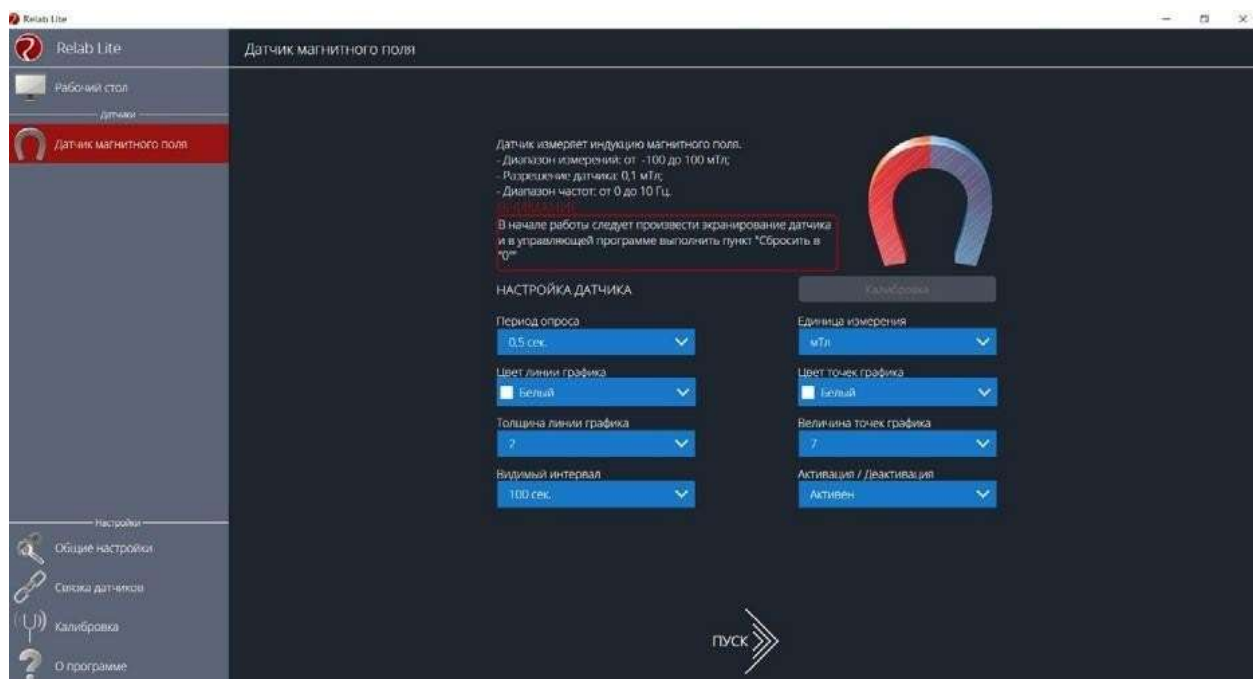 Relab Lite
Relab Lite
Датчик магнитного поля
Рабочий стол
Датчики
Датчик магнитного поля
Датчик измеряет индукцию магнитного поля.
- Диапазон измерений: от -100 до 100 мТл;
- Разрешение датчика: 0,1 мТл;
- Диапазон частот: от 0 до 10 Гц.
В начале работы следует произвести экранирование датчика
и в управляющей программе выполнить пункт "Сбросить в
"0""
НАСТРОЙКА ДАТЧИКА
Калибровка
Период опроса
Единица измерения
0,5 сек.
мТл
Цвет линии графика
Цвет точек графика
Белый
Белый
Толщина линии графика
Величина точек графика
2
7
Видимый интервал
Активация / Деактивация
100 сек.
Активен
Настройки
Общие настройки
Связка датчиков
Калибровка
О программе
ПУСК